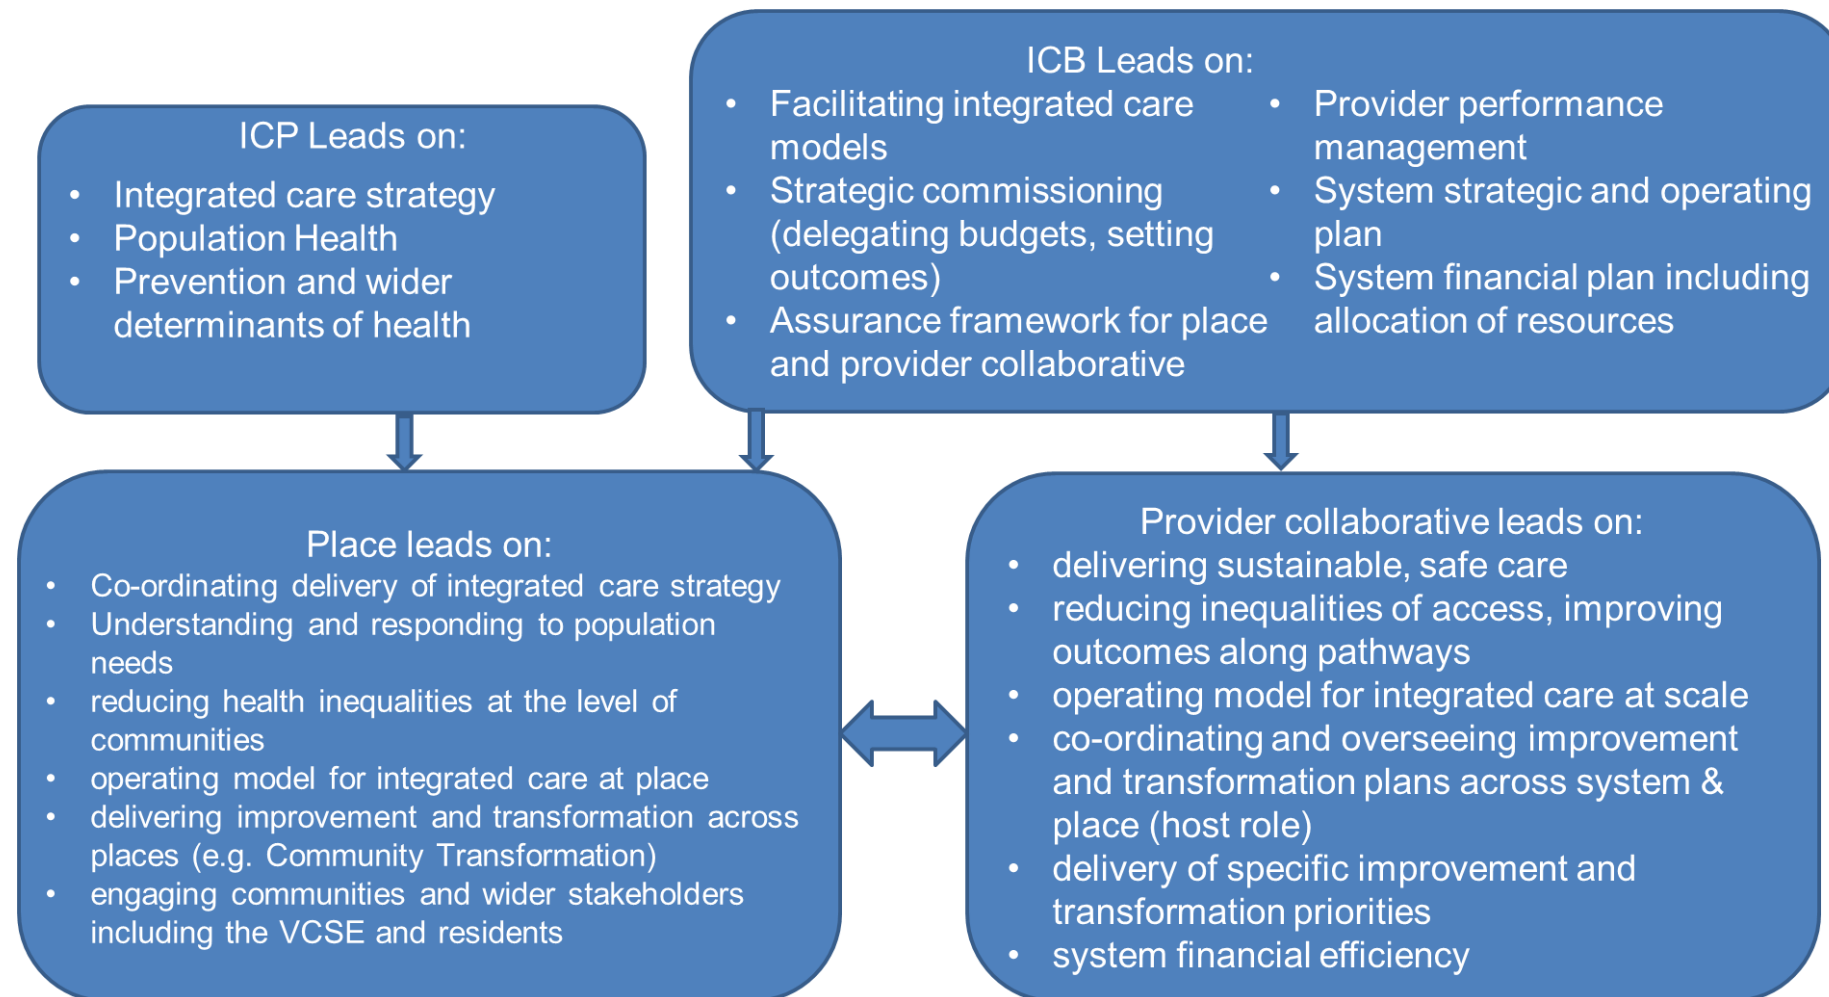 ICP Leads on:
• Integrated care strategy
• Population Health
• Prevention and wider
determinants of health
ICB Leads on:
• Facilitating integrated care
models
• Strategic commissioning
(delegating budgets, setting
outcomes)
• Assurance framework for place
and provider collaborative
• Provider performance
management
• System strategic and operating
plan
• System financial plan including
allocation of resources
Place leads on:
• Co-ordinating delivery of integrated care strategy
• Understanding and responding to population
needs
• reducing health inequalities at the level of
communities
• operating model for integrated care at place
• delivering improvement and transformation across
places (e.g. Community Transformation)
• engaging communities and wider stakeholders
including the VCSE and residents
Provider collaborative leads on:
• delivering sustainable, safe care
• reducing inequalities of access, improving
outcomes along pathways
• operating model for integrated care at scale
• co-ordinating and overseeing improvement
and transformation plans across system &
place (host role)
• delivery of specific improvement and
transformation priorities
• system financial efficiency